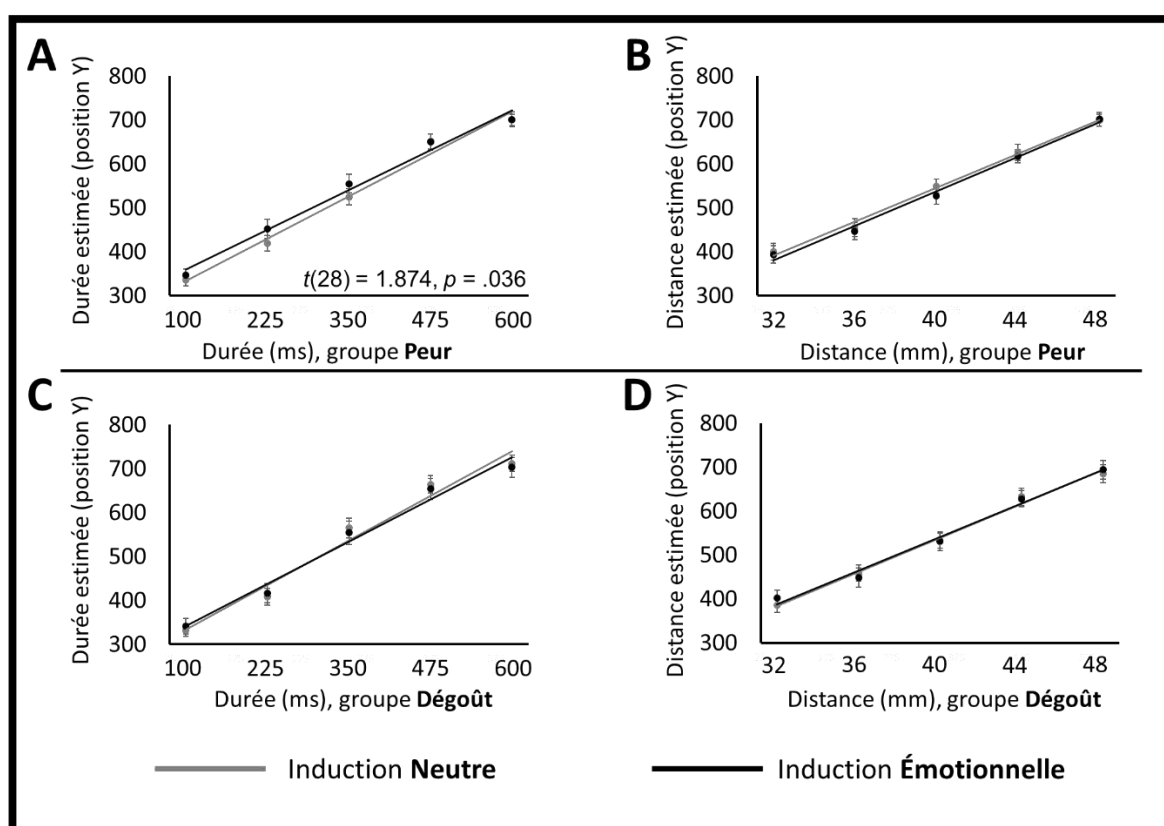 A
Durée estimée (position Y)
800
700
600
500
400
300
t(28) = 1.874, p = .036
100 225 350 475 600
Durée (ms), groupe Peur
B
Distance estimée (position Y)
800
700
600
500
400
300
32 36 40 44 48
Distance (mm), groupe Peur
C
Durée estimée (position Y)
800
700
600
500
400
300
100 225 350 475 600
Durée (ms), groupe Dégoût
D
Distance estimée (position Y)
800
700
600
500
400
300
32 36 40 44 48
Distance (mm), groupe Dégoût
Induction Neutre
Induction Émotionnelle